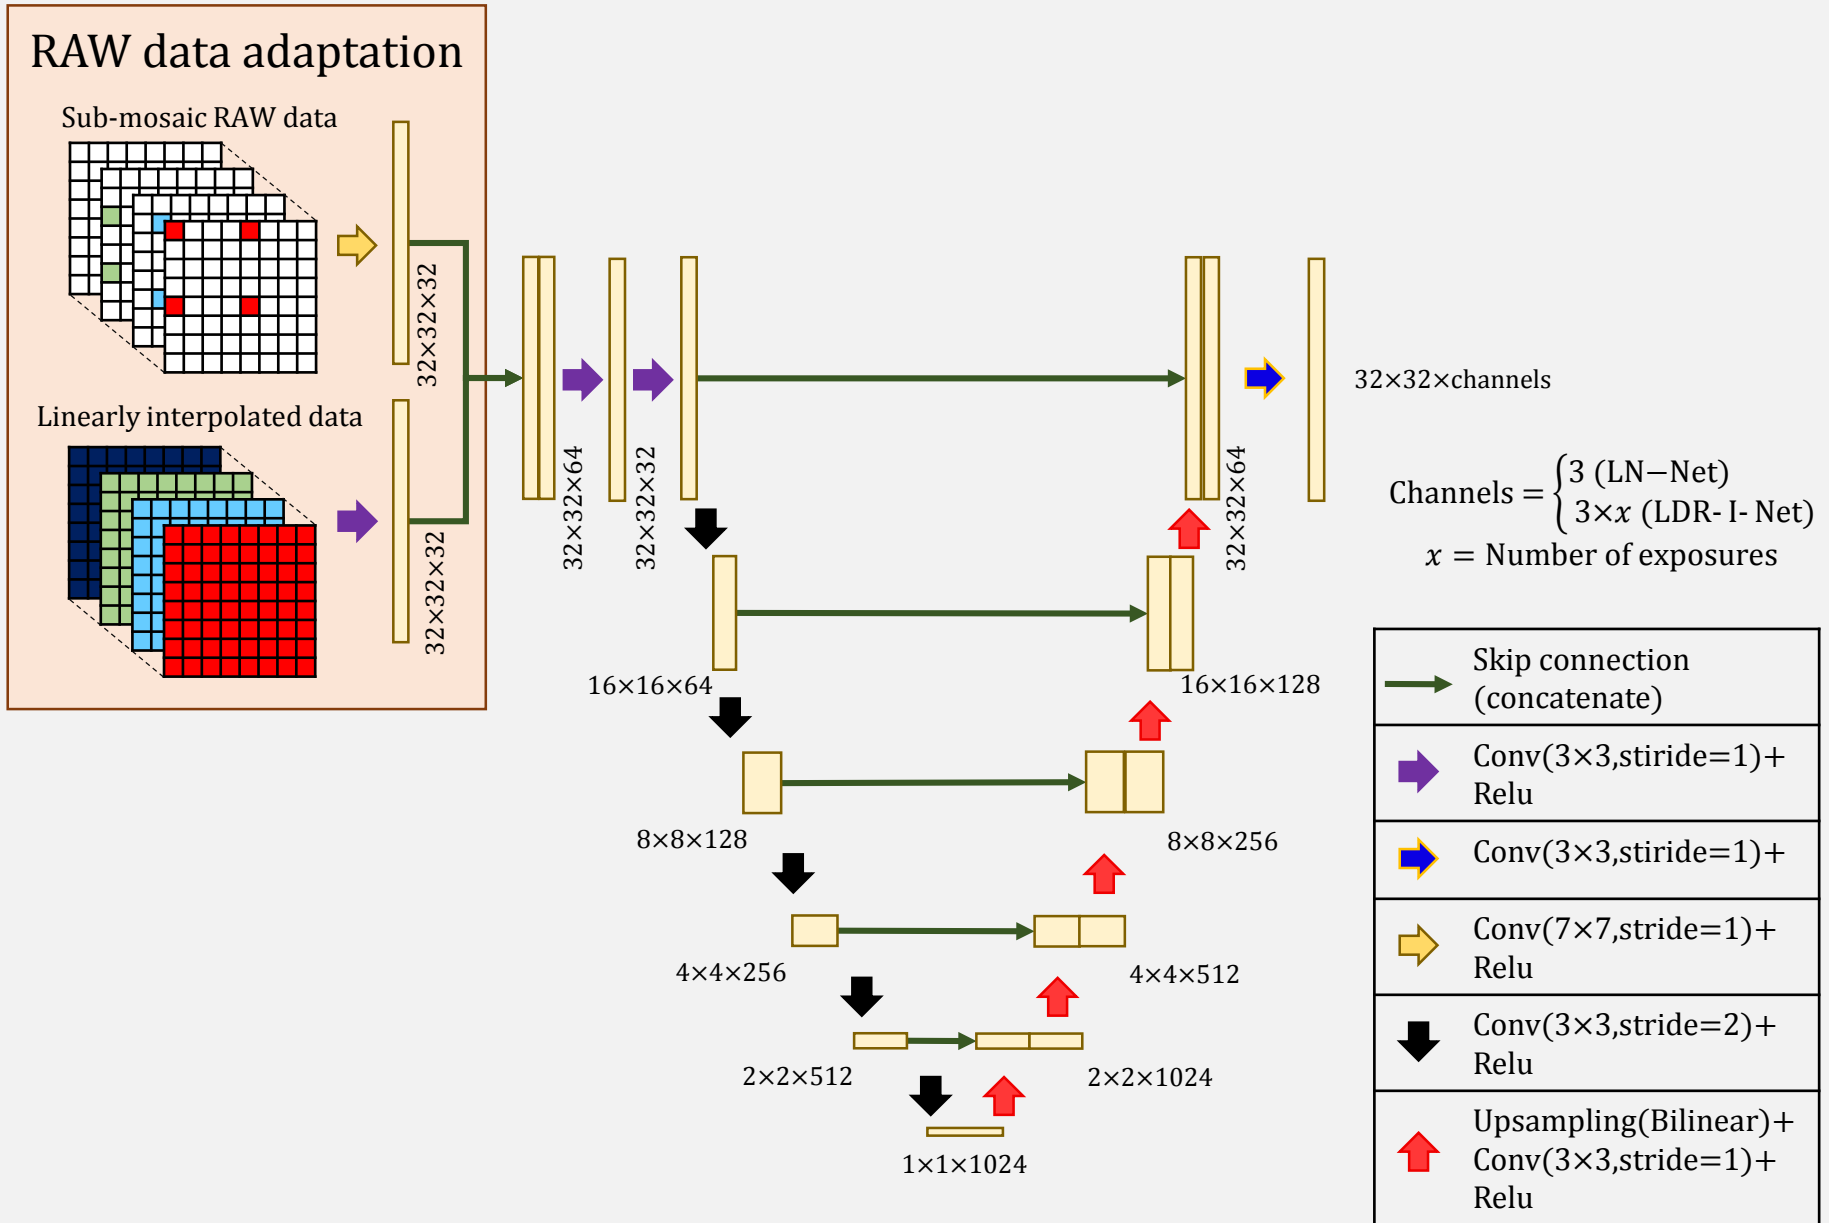 RAW data adaptation
Sub-mosaic RAW data
32×32×32
Linearly interpolated data
32×32×32
32×32×64
32×32×32
32×32×64
32×32×channels
Channels = {3 (LN−Net)
3×x (LDR- I- Net)
x = Number of exposures
16×16×64
16×16×128
8×8×128
8×8×256
4×4×256
4×4×512
2×2×512
2×2×1024
1×1×1024
Skip connection
(concatenate)
Conv(3×3,stiride=1)+
Relu
Conv(3×3,stiride=1)+
Conv(7×7,stride=1)+
Relu
Conv(3×3,stride=2)+
Relu
Upsampling(Bilinear)+
Conv(3×3,stride=1)+
Relu